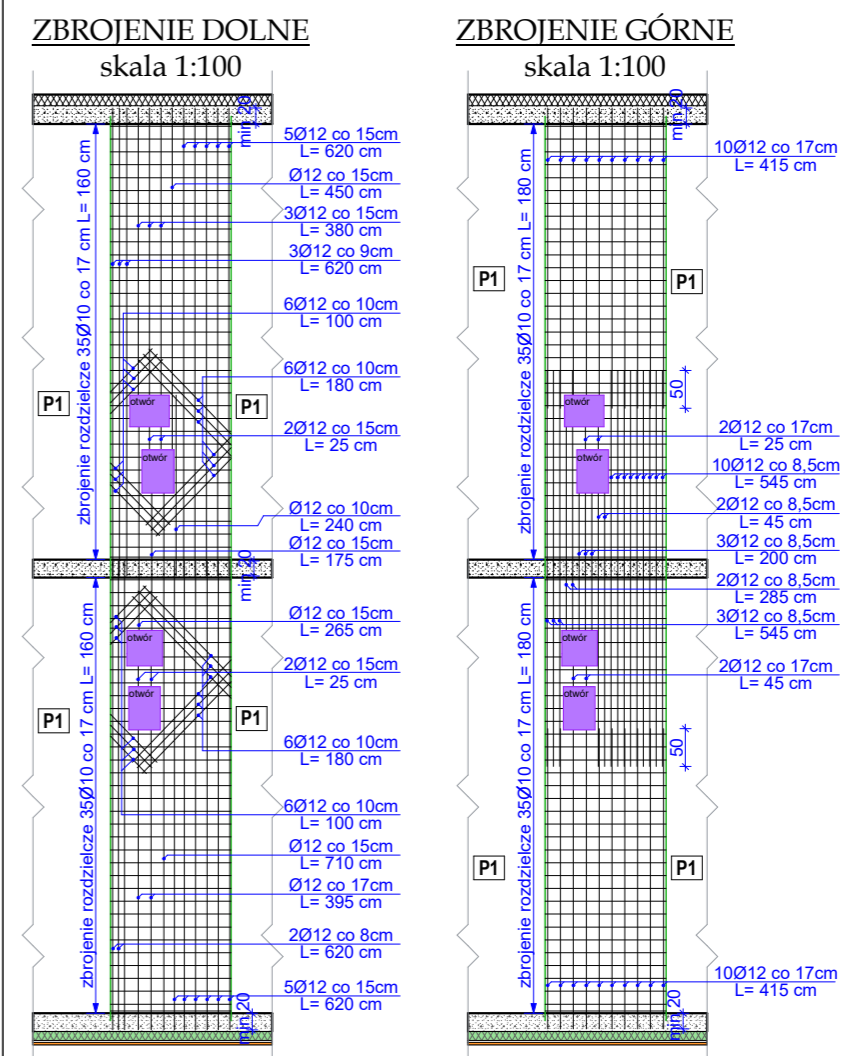 ZBROJENIE DOLNE
skala 1:100
min 20
5Ø12 co 15cm
L= 620 cm
Ø12 co 15cm
L= 450 cm
3Ø12 co 15cm
L= 380 cm
3Ø12 co 9cm
L= 620 cm
6Ø12 co 10cm
L= 100 cm
6Ø12 co 10cm
L= 180 cm
zbrojenie rozdzielcze 35Ø10 co 17 cm L= 160 cm
P1
P1
otwór
2Ø12 co 15cm
L= 25 cm
otwór
Ø12 co 10cm
L= 240 cm
Ø12 co 15cm
L= 175 cm
min 20
zbrojenie rozdzielcze 35Ø10 co 17 cm L= 160 cm
Ø12 co 15cm
L= 265 cm
otwór
2Ø12 co 15cm
L= 25 cm
otwór
P1
P1
6Ø12 co 10cm
L= 180 cm
6Ø12 co 10cm
L= 100 cm
Ø12 co 15cm
L= 710 cm
Ø12 co 17cm
L= 395 cm
2Ø12 co 8cm
L= 620 cm
5Ø12 co 15cm
L= 620 cm
min 20
ZBROJENIE GÓRNE
skala 1:100
min 20
10Ø12 co 17cm
L= 415 cm
zbrojenie rozdzielcze 35Ø10 co 17 cm L= 180 cm
P1
P1
50
otwór
2Ø12 co 17cm
L= 25 cm
otwór
10Ø12 co 8,5cm
L= 545 cm
2Ø12 co 8,5cm
L= 45 cm
3Ø12 co 8,5cm
L= 200 cm
2Ø12 co 8,5cm
L= 285 cm
3Ø12 co 8,5cm
L= 545 cm
zbrojenie rozdzielcze 35Ø10 co 17 cm L= 180 cm
otwór
2Ø12 co 17cm
L= 45 cm
otwór
50
P1
P1
10Ø12 co 17cm
L= 415 cm
min 20